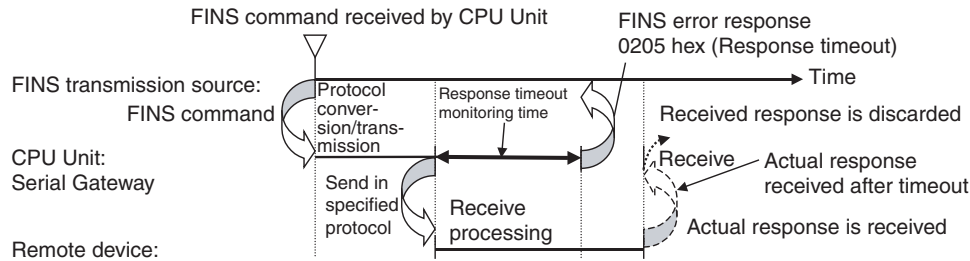 FINS command received by CPU Unit
FINS error response
0205 hex (Response timeout)
FINS transmission source:
Time
FINS command
Protocol
conver-
sion/trans-
mission
Response timeout
monitoring time
Received response is discarded
CPU Unit:
Serial Gateway
Receive
Actual response
received after timeout
Send in
specified
protocol
Receive
processing
Actual response is received
Remote device: